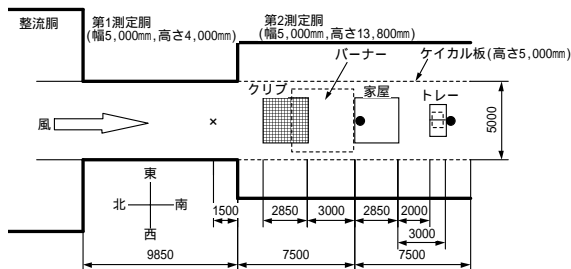 整流胴
第1測定胴
(幅5,000mm,高さ4,000mm)
第2測定胴
(幅5,000mm,高さ13,800mm)
バーナー
ケイカル板(高さ5,000mm)
クリブ
家屋
トレー
風
×
5000
東
北
南
西
1500
2850
3000
2850
2000
3000
9850
7500
7500